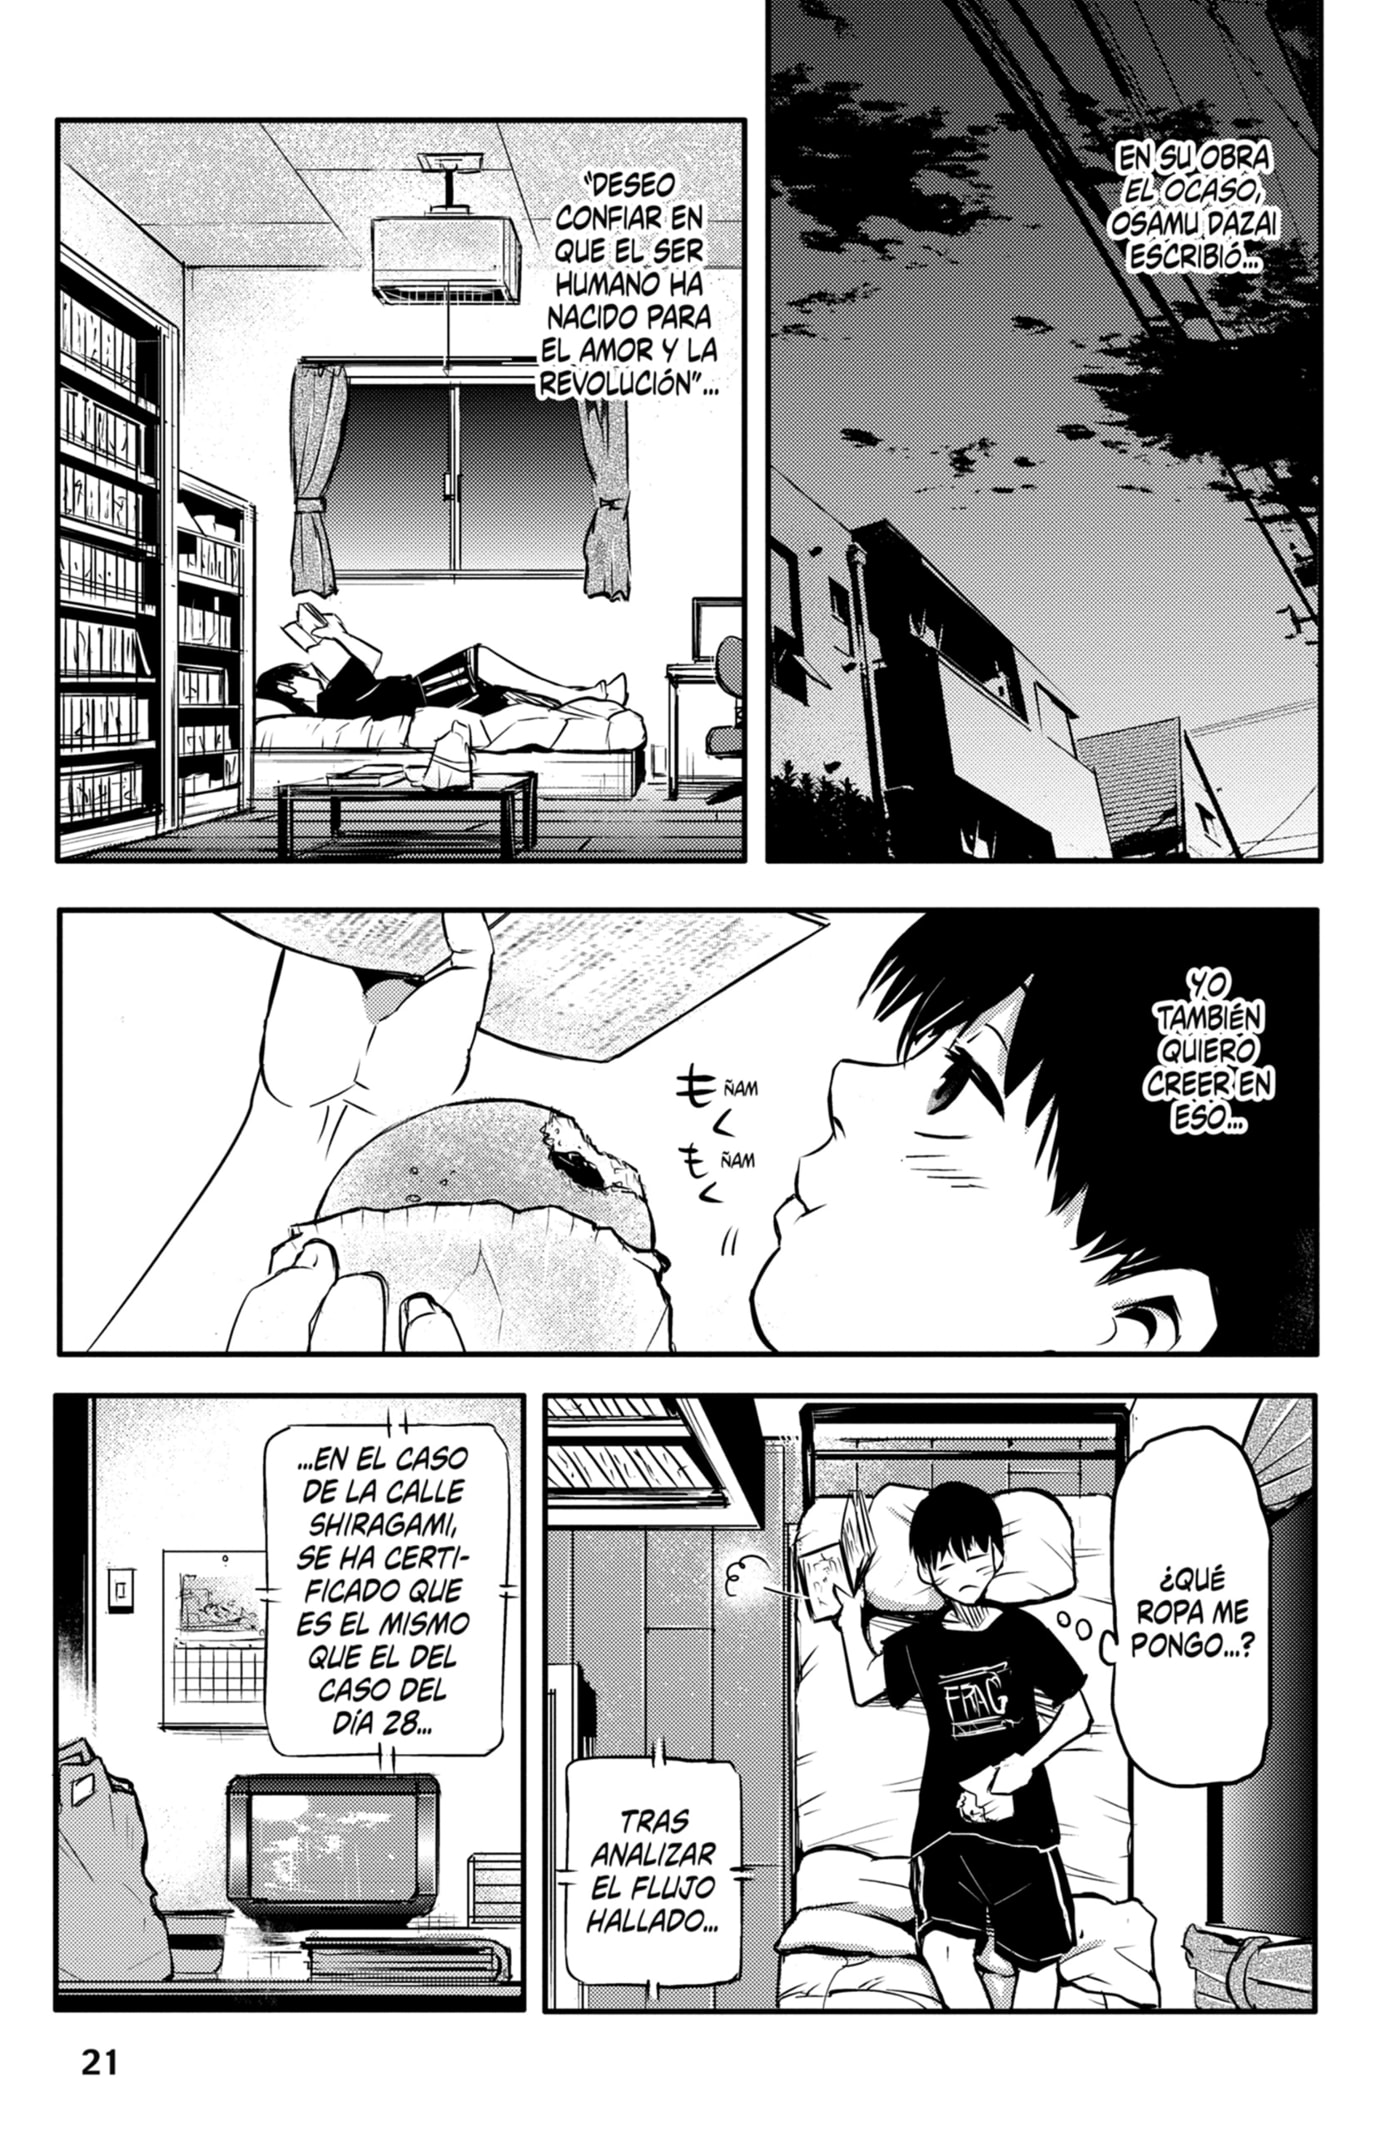 EN SU OBRA
EL OCASO,
OSAMU DAZAI
ESCRIBIÓ...
"DESEO
CONFIAR EN
QUE EL SER
HUMANO HA
NACIDO PARA
EL AMOR Y LA
REVOLUCIÓN"...
YO
TAMBIÉN
QUIERO
CREER EN
ESO...
も ÑAM
く
も ÑAM
く
¿QUÉ
ROPA ME
PONGO...?
FRAG
TRAS
ANALIZAR
EL FLUJO
HALLADO...
...EN EL CASO
DE LA CALLE
SHIRAGAMI,
SE HA CERTI-
FICADO QUE
ES EL MISMO
QUE EL DEL
CASO DEL
DÍA 28...
21